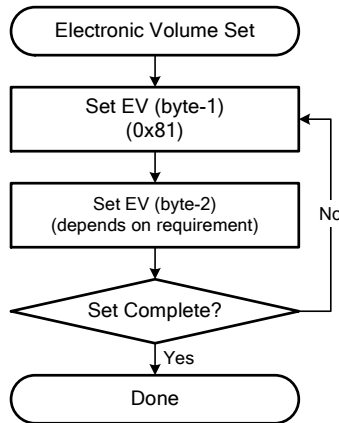 Electronic Volume Set
Set EV (byte-1)
(0x81)
Set EV (byte-2)
(depends on requirement)
No
Set Complete?
Yes
Done